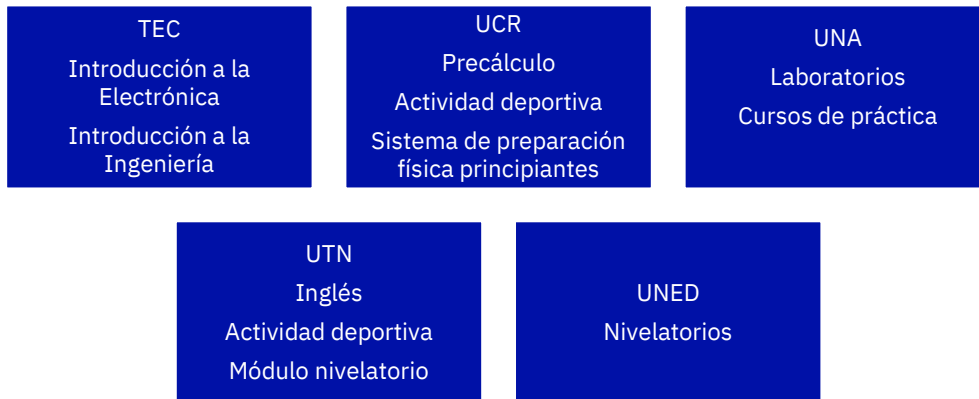 TEC
Introducción a la
Electrónica
Introducción a la
Ingeniería
UCR
Precálculo
Actividad deportiva
Sistema de preparación
física principiantes
UNA
Laboratorios
Cursos de práctica
UTN
Inglés
Actividad deportiva
Módulo nivelatorio
UNED
Nivelatorios